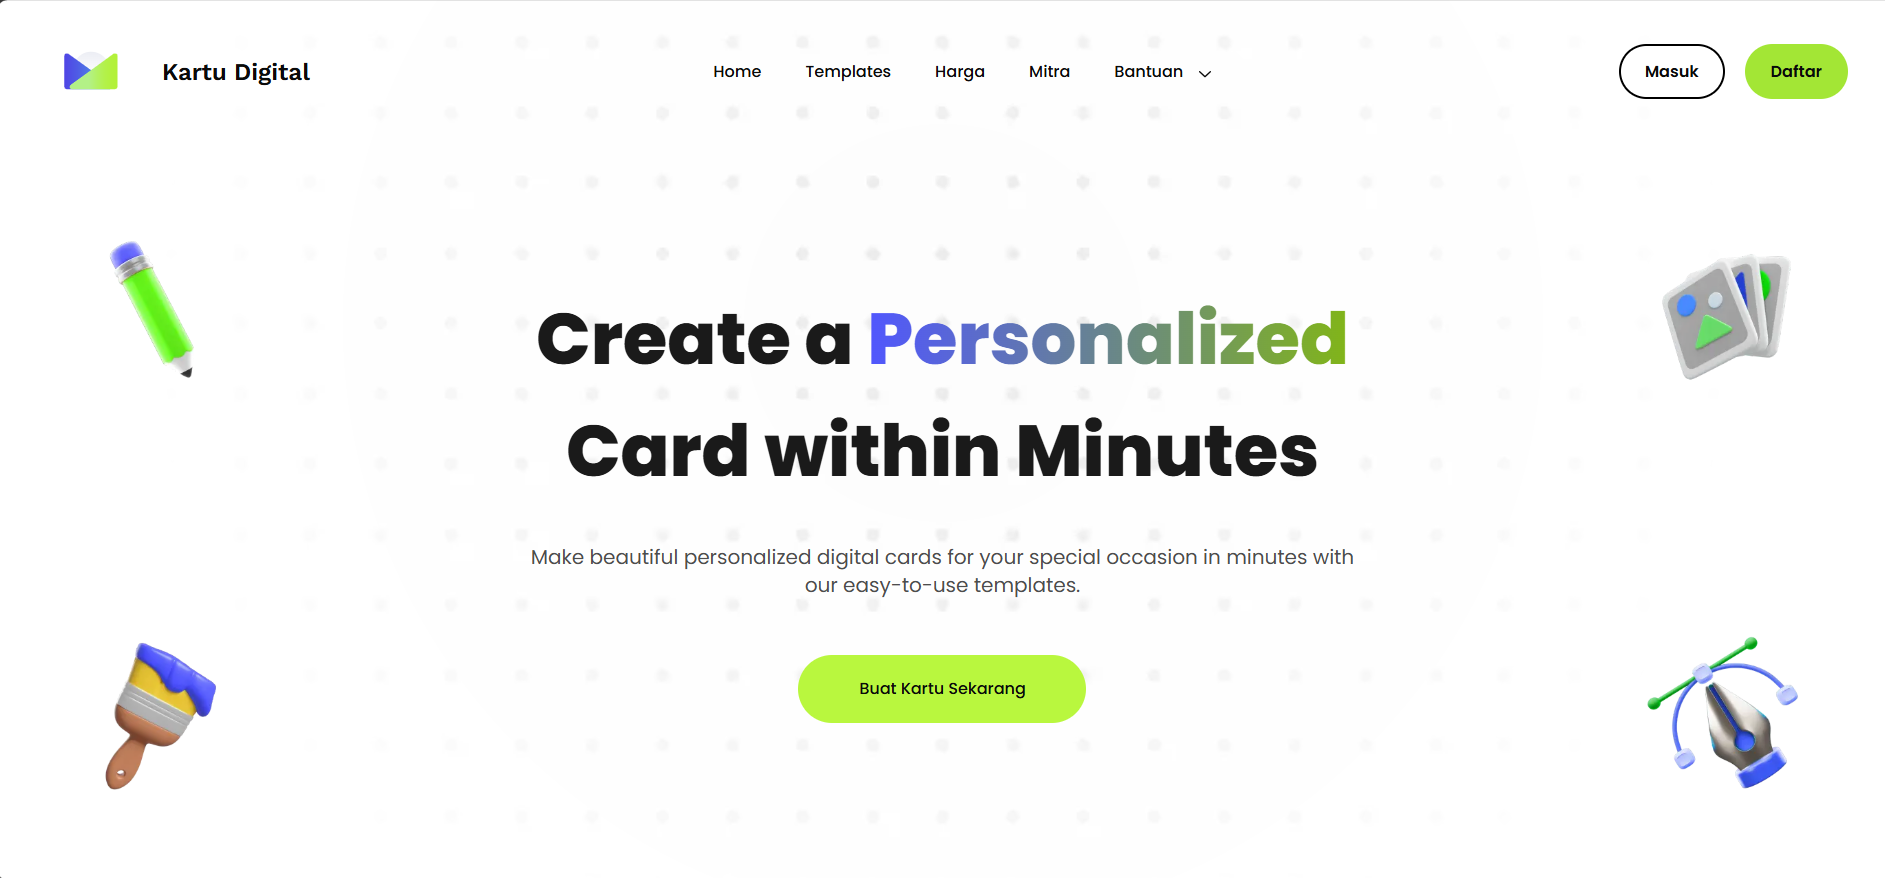 Kartu Digital
Home Templates Harga Mitra Bantuan
Masuk Daftar
Create a Personalized
Card within Minutes
Make beautiful personalized digital cards for your special occasion in minutes with
our easy-to-use templates.
Buat Kartu Sekarang